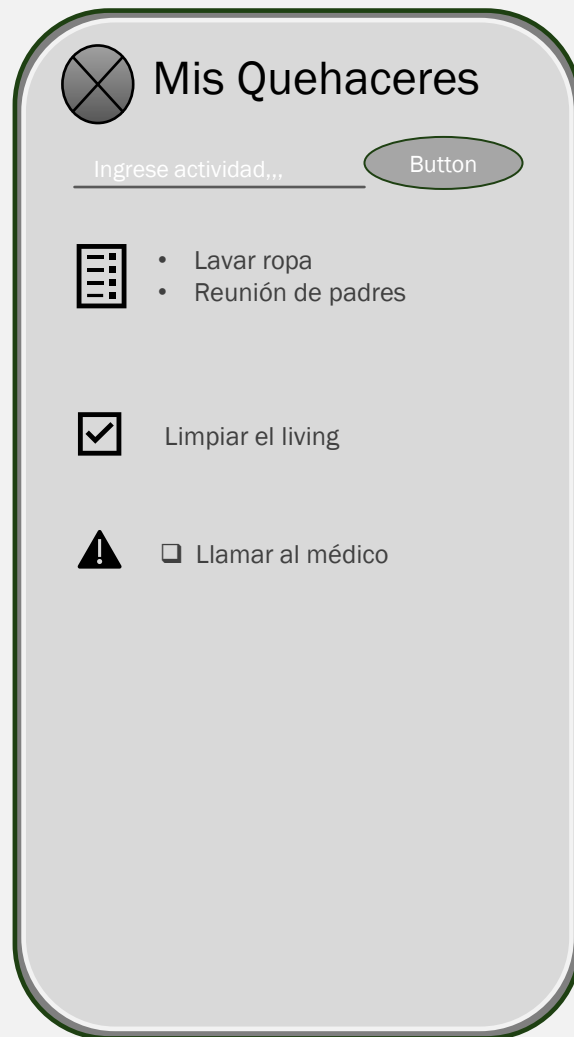 Mis Quehaceres
Ingrese actividad,,,
Button
• Lavar ropa
• Reunión de padres
Limpiar el living
❑ Llamar al médico